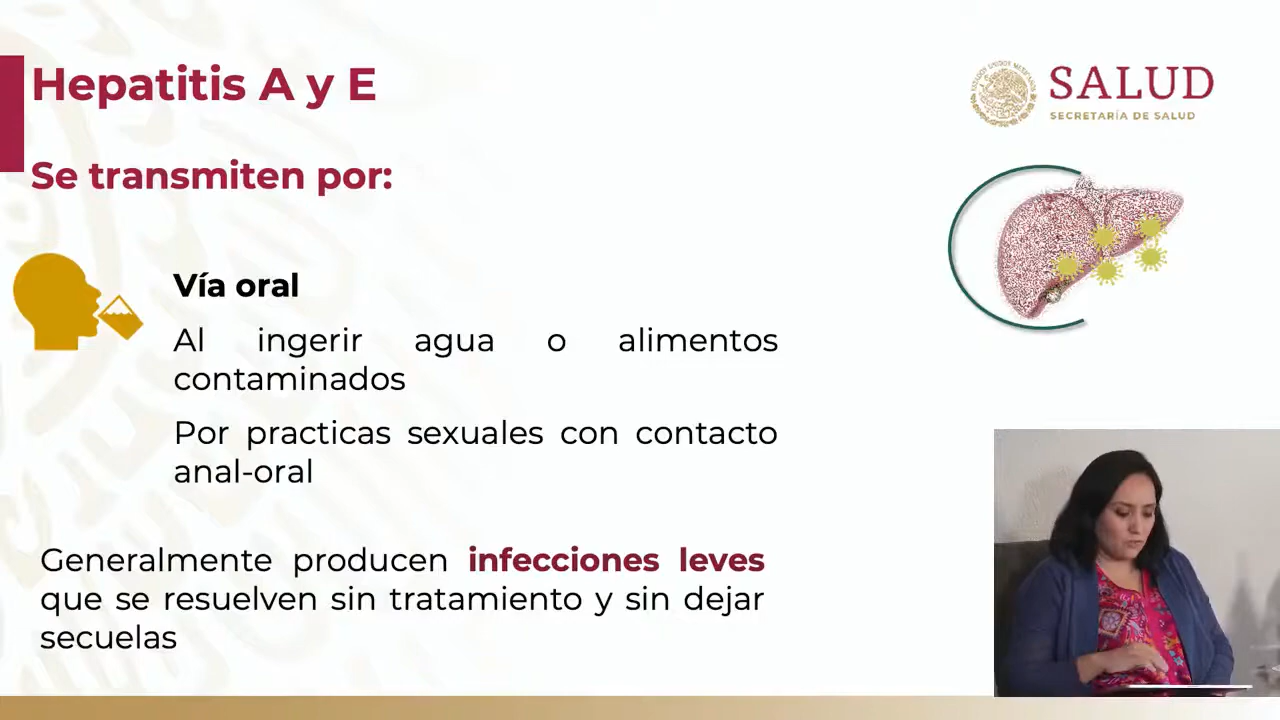 Hepatitis A y E
SALUD
SECRETARÍA DE SALUD
Se transmiten por:
Vía oral
Al ingerir agua o alimentos
contaminados
Por practicas sexuales con contacto
anal-oral
Generalmente producen infecciones leves
que se resuelven sin tratamiento y sin dejar
secuelas